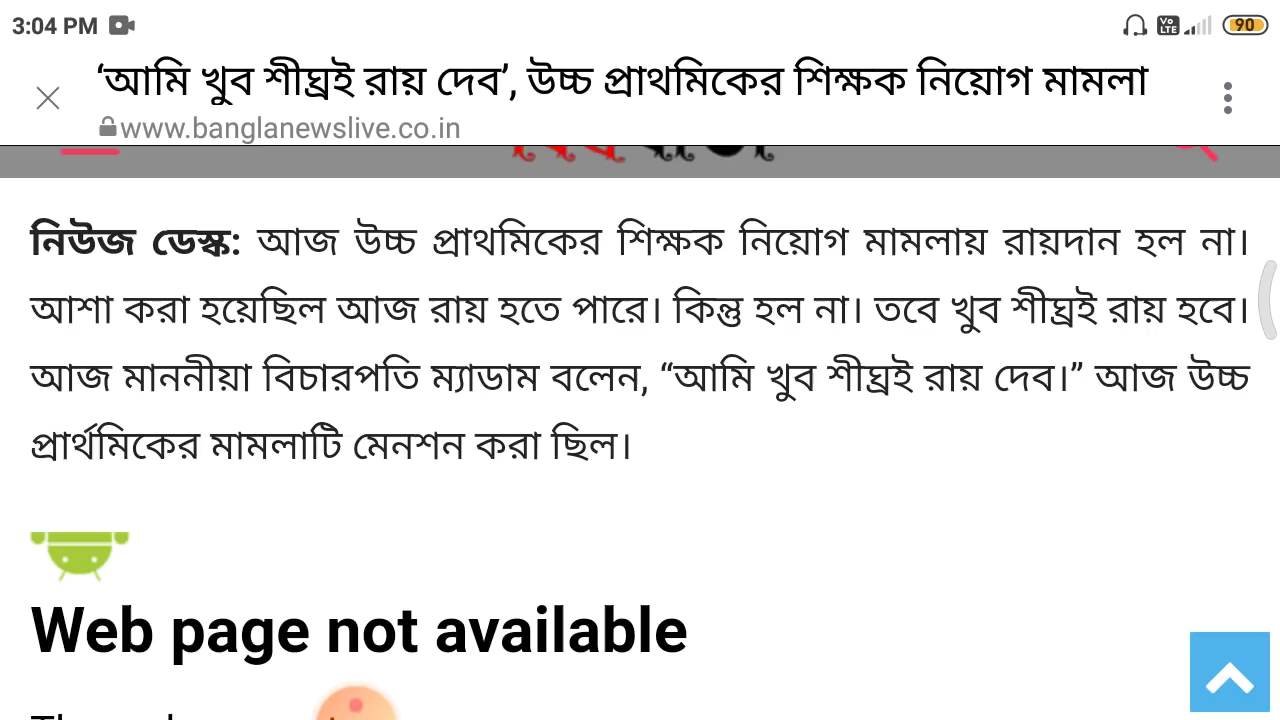 3:04 PM
Vo LTE
90
‘আমি খুব শীঘ্রই রায় দেব’, উচ্চ প্রাথমিকের শিক্ষক নিয়োগ মামলা
www.banglanewslive.co.in
নিউজ ডেস্ক: আজ উচ্চ প্রাথমিকের শিক্ষক নিয়োগ মামলায় রায়দান হল না।
আশা করা হয়েছিল আজ রায় হতে পারে। কিন্তু হল না। তবে খুব শীঘ্রই রায় হবে।
আজ মাননীয়া বিচারপতি ম্যাডাম বলেন, “আমি খুব শীঘ্রই রায় দেব।” আজ উচ্চ
প্রার্থমিকের মামলাটি মেনশন করা ছিল।
Web page not available